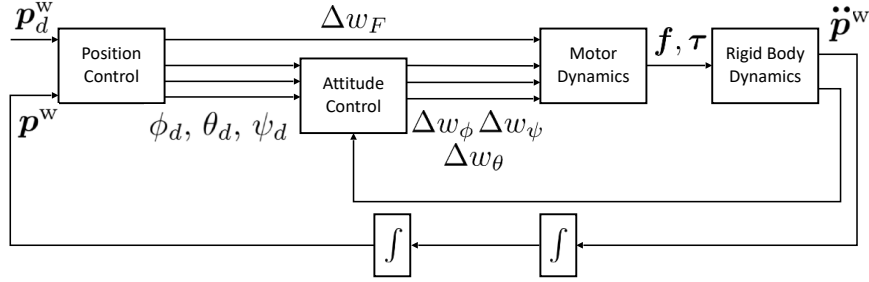 𝒑_d^w
Position
Control
𝒑^w
Δw_F
ϕ_d, θ_d, ψ_d
Attitude
Control
Δw_ϕ Δw_ψ
Δw_θ
Motor
Dynamics
𝒇, 𝝉
Rigid Body
Dynamics
𝒑̈^w
∫
∫